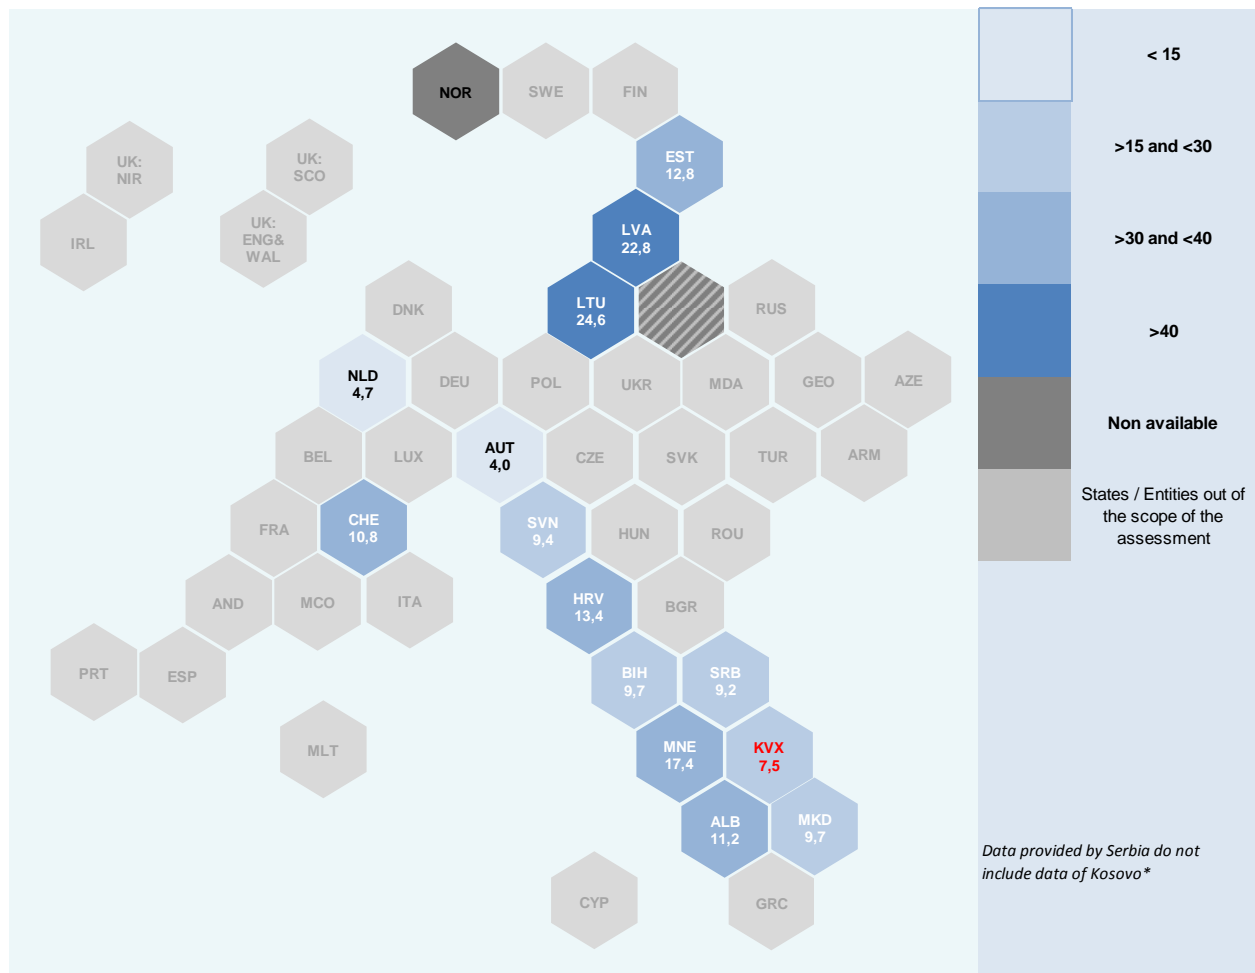 NOR
SWE
FIN
UK:
NIR
UK:
SCO
EST
12,8
IRL
UK:
ENG&
WAL
LVA
22,8
DNK
LTU
24,6
RUS
NLD
4,7
DEU
POL
UKR
MDA
GEO
AZE
BEL
LUX
AUT
4,0
CZE
SVK
TUR
ARM
FRA
CHE
10,8
SVN
9,4
HUN
ROU
AND
MCO
ITA
HRV
13,4
BGR
PRT
ESP
BIH
9,7
SRB
9,2
MLT
MNE
17,4
KVX
7,5
ALB
11,2
MKD
9,7
CYP
GRC
< 15
>15 and <30
>30 and <40
>40
Non available
States / Entities out of
the scope of the
assessment
Data provided by Serbia do not
include data of Kosovo*